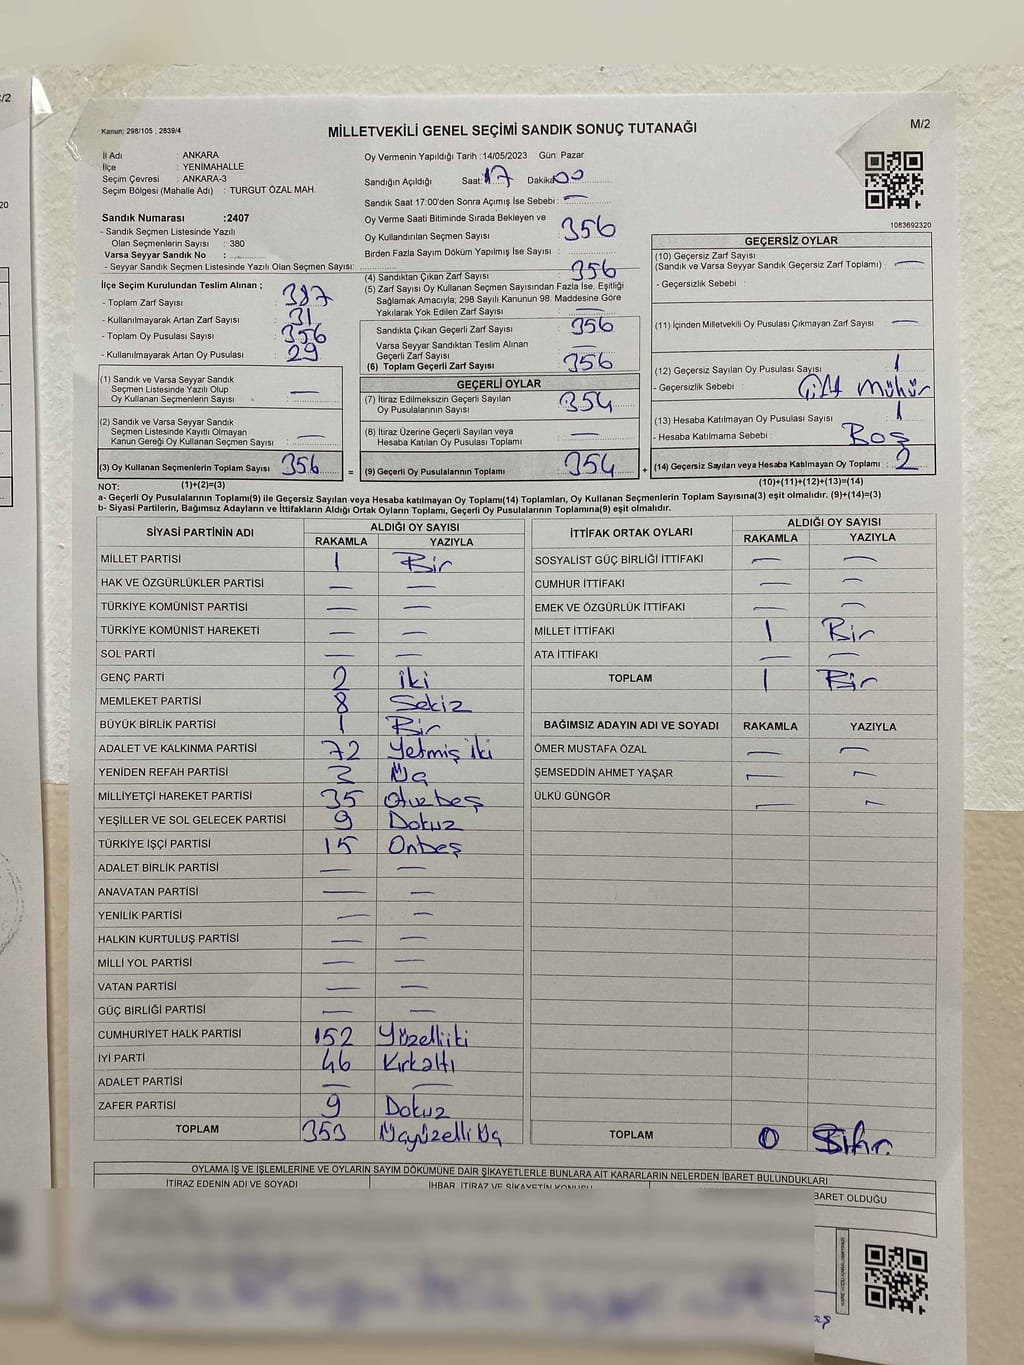 :/2
20
Kanun; 298/105 , 2839/4
MİLLETVEKİLİ GENEL SEÇİMİ SANDIK SONUÇ TUTANAĞI
M/2
İl Adı : ANKARA
İlçe : YENİMAHALLE
Seçim Çevresi : ANKARA-3
Seçim Bölgesi (Mahalle Adı) : TURGUT ÖZAL MAH.
Sandık Numarası :2407
- Sandık Seçmen Listesinde Yazılı
Olan Seçmenlerin Sayısı : 380
Varsa Seyyar Sandık No :
- Seyyar Sandık Seçmen Listesinde Yazılı Olan Seçmen Sayısı:
İlçe Seçim Kurulundan Teslim Alınan ;
- Toplam Zarf Sayısı : 387
- Kullanılmayarak Artan Zarf Sayısı : 31
- Toplam Oy Pusulası Sayısı : 356
- Kullanılmayarak Artan Oy Pusulası : 29
(1) Sandık ve Varsa Seyyar Sandık
Seçmen Listesinde Yazılı Olup
Oy Kullanan Seçmenlerin Sayısı : —
(2) Sandık ve Varsa Seyyar Sandık
Seçmen Listesinde Kayıtlı Olmayan
Kanun Gereği Oy Kullanan Seçmen Sayısı : —
(3) Oy Kullanan Seçmenlerin Toplam Sayısı : 356
Oy Vermenin Yapıldığı Tarih :14/05/2023 Gün: Pazar
Sandığın Açıldığı Saat: 17 Dakika: 00
Sandık Saat 17:00'den Sonra Açılmış İse Sebebi : —
Oy Verme Saati Bitiminde Sırada Bekleyen ve
Oy Kullandırılan Seçmen Sayısı : 356
Birden Fazla Sayım Döküm Yapılmış İse Sayısı :
(4) Sandıktan Çıkan Zarf Sayısı : 356
(5) Zarf Sayısı Oy Kullanan Seçmen Sayısından Fazla İse, Eşitliği
Sağlamak Amacıyla; 298 Sayılı Kanunun 98. Maddesine Göre
Yakılarak Yok Edilen Zarf Sayısı : —
Sandıkta Çıkan Geçerli Zarf Sayısı : 356
Varsa Seyyar Sandıktan Teslim Alınan
Geçerli Zarf Sayısı : —
(6) Toplam Geçerli Zarf Sayısı : 356
GEÇERLİ OYLAR
(7) İtiraz Edilmeksizin Geçerli Sayılan
Oy Pusulalarının Sayısı : 354
(8) İtiraz Üzerine Geçerli Sayılan veya
Hesaba Katılan Oy Pusulası Toplamı : —
= (9) Geçerli Oy Pusulalarının Toplamı : 354
1083692320
GEÇERSİZ OYLAR
(10) Geçersiz Zarf Sayısı
(Sandık ve Varsa Seyyar Sandık Geçersiz Zarf Toplamı) : —
- Geçersizlik Sebebi :
(11) İçinden Milletvekili Oy Pusulası Çıkmayan Zarf Sayısı : —
(12) Geçersiz Sayılan Oy Pusulası Sayısı : 1
- Geçersizlik Sebebi : Çift Mühür
(13) Hesaba Katılmayan Oy Pusulası Sayısı : 1
- Hesaba Katılmama Sebebi : Boş
+ (14) Geçersiz Sayılan veya Hesaba Katılmayan Oy Toplamı : 2
NOT: (1)+(2)=(3)
(10)+(11)+(12)+(13)=(14)
a- Geçerli Oy Pusulalarının Toplamı(9) ile Geçersiz Sayılan veya Hesaba katılmayan Oy Toplamı(14) Toplamları, Oy Kullanan Seçmenlerin Toplam Sayısına(3) eşit olmalıdır. (9)+(14)=(3)
b- Siyasi Partilerin, Bağımsız Adayların ve İttifakların Aldığı Ortak Oyların Toplamı, Geçerli Oy Pusulalarının Toplamına(9) eşit olmalıdır.
SİYASİ PARTİNİN ADI ALDIĞI OY SAYISI
RAKAMLA YAZIYLA
MİLLET PARTİSİ 1 Bir
HAK VE ÖZGÜRLÜKLER PARTİSİ — —
TÜRKİYE KOMÜNİST PARTİSİ — —
TÜRKİYE KOMÜNİST HAREKETİ — —
SOL PARTİ — —
GENÇ PARTİ 2 iki
MEMLEKET PARTİSİ 8 Sekiz
BÜYÜK BİRLİK PARTİSİ 1 Bir
ADALET VE KALKINMA PARTİSİ 72 Yetmiş iki
YENİDEN REFAH PARTİSİ 3 Üç
MİLLİYETÇİ HAREKET PARTİSİ 35 Otuzbeş
YEŞİLLER VE SOL GELECEK PARTİSİ 9 Dokuz
TÜRKİYE İŞÇİ PARTİSİ 15 Onbeş
ADALET BİRLİK PARTİSİ — —
ANAVATAN PARTİSİ — —
YENİLİK PARTİSİ — —
HALKIN KURTULUŞ PARTİSİ — —
MİLLİ YOL PARTİSİ — —
VATAN PARTİSİ — —
GÜÇ BİRLİĞİ PARTİSİ — —
CUMHURİYET HALK PARTİSİ 152 Yüzelliiki
İYİ PARTİ 46 Kırkaltı
ADALET PARTİSİ — —
ZAFER PARTİSİ 9 Dokuz
TOPLAM 353 Üçyüzelliüç
İTTİFAK ORTAK OYLARI ALDIĞI OY SAYISI
RAKAMLA YAZIYLA
SOSYALİST GÜÇ BİRLİĞİ İTTİFAKI — —
CUMHUR İTTİFAKI — —
EMEK VE ÖZGÜRLÜK İTTİFAKI — —
MİLLET İTTİFAKI 1 Bir
ATA İTTİFAKI — —
TOPLAM 1 Bir
BAĞIMSIZ ADAYIN ADI VE SOYADI RAKAMLA YAZIYLA
ÖMER MUSTAFA ÖZAL — —
ŞEMSEDDİN AHMET YAŞAR — —
ÜLKÜ GÜNGÖR — —
TOPLAM 0 Sıfır
OYLAMA İŞ VE İŞLEMLERİNE VE OYLARIN SAYIM DÖKÜMÜNE DAİR ŞİKAYETLERLE BUNLARA AİT KARARLARIN NELERDEN İBARET BULUNDUKLARI
İTİRAZ EDENİN ADI VE SOYADI
İHBAR, İTİRAZ VE ŞİKAYETİN KONUSU
BARET OLDUĞU